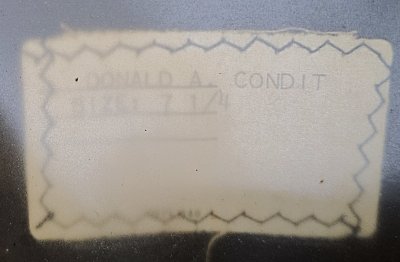 DONALD A. CONDIT
SIZE: 7 1/4